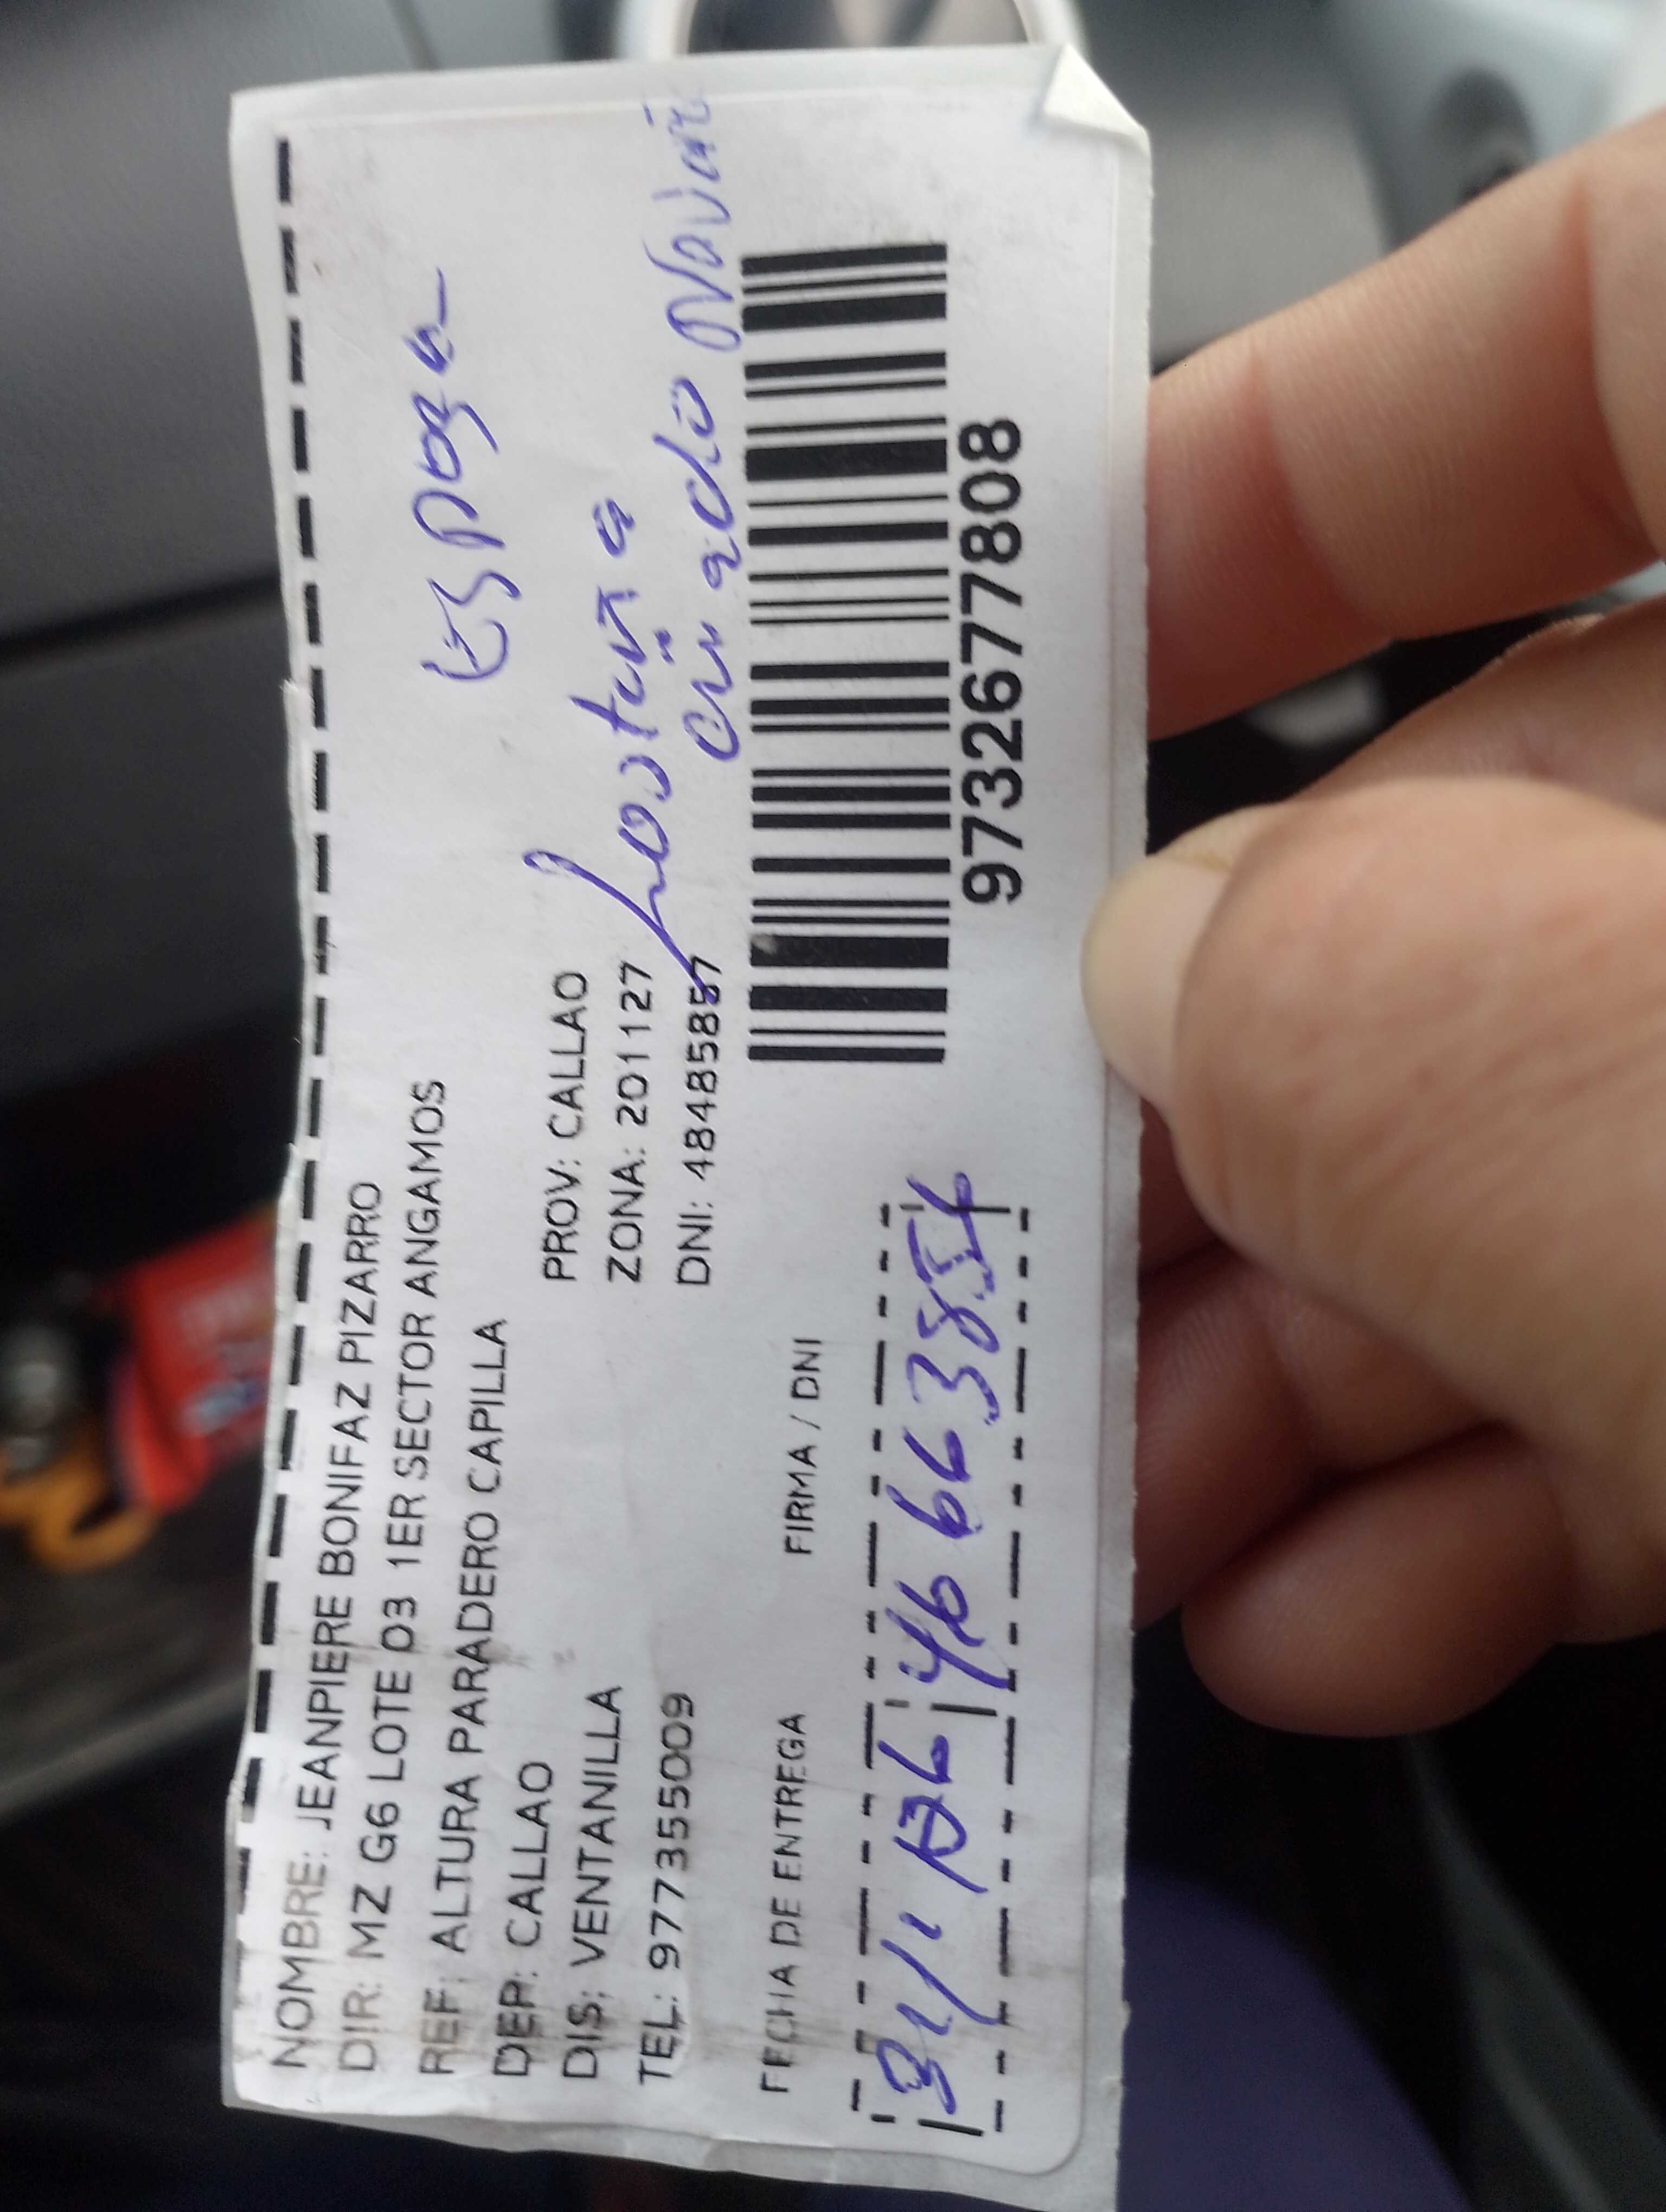 NOMBRE: JEANPIERE BONIFAZ PIZARRO
DIR: MZ G6 LOTE 03 1ER SECTOR ANGAMOS
REF: ALTURA PARADERO CAPILLA
Esposa
DEP: CALLAO PROV: CALLAO
DIS: VENTANILLA ZONA: 201127
TEL: 977355009 DNI: 48485857
FECHA DE ENTREGA FIRMA / DNI
46663854
9732677808